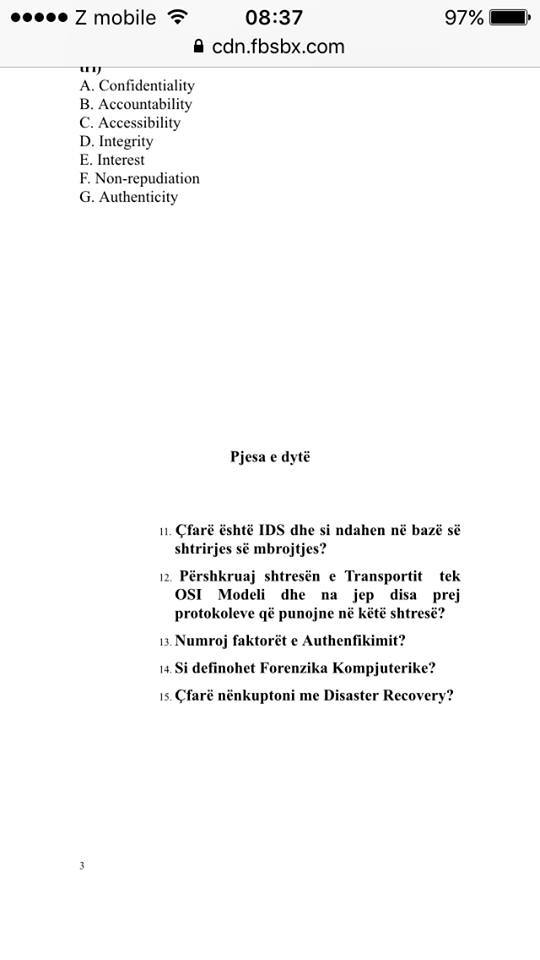 Z mobile 08:37 97%
cdn.fbsbx.com
A. Confidentiality
B. Accountability
C. Accessibility
D. Integrity
E. Interest
F. Non-repudiation
G. Authenticity
Pjesa e dytë
11. Çfarë është IDS dhe si ndahen në bazë së
shtrirjes së mbrojtjes?
12. Përshkruaj shtresën e Transportit tek
OSI Modeli dhe na jep disa prej
protokoleve që punojne në këtë shtresë?
13. Numroj faktorët e Authenfikimit?
14. Si definohet Forenzika Kompjuterike?
15. Çfarë nënkuptoni me Disaster Recovery?
3